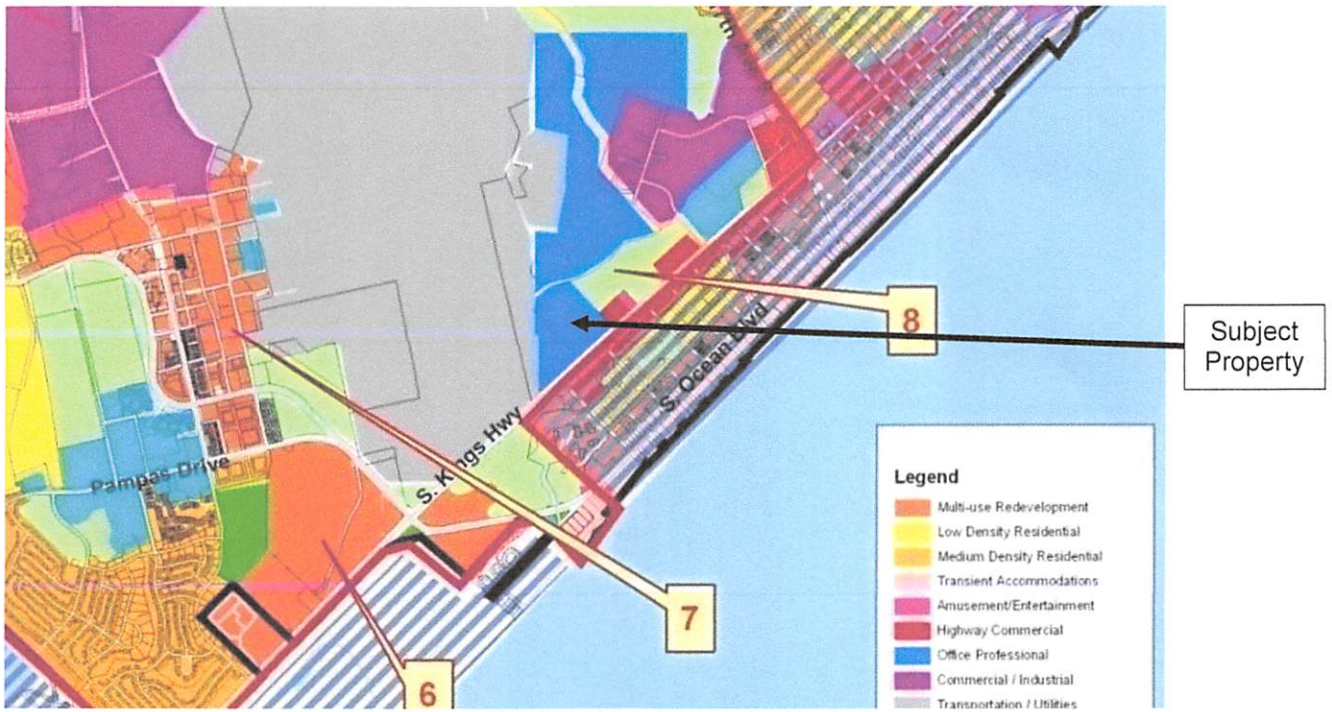 8
Subject
Property
S. Ocean Blvd
S. Kings Hwy
Pampas Drive
7
6
Legend
Multi-use Redevelopment
Low Density Residential
Medium Density Residential
Transient Accommodations
Amusement/Entertainment
Highway Commercial
Office Professional
Commercial / Industrial
Transportation / Utilities